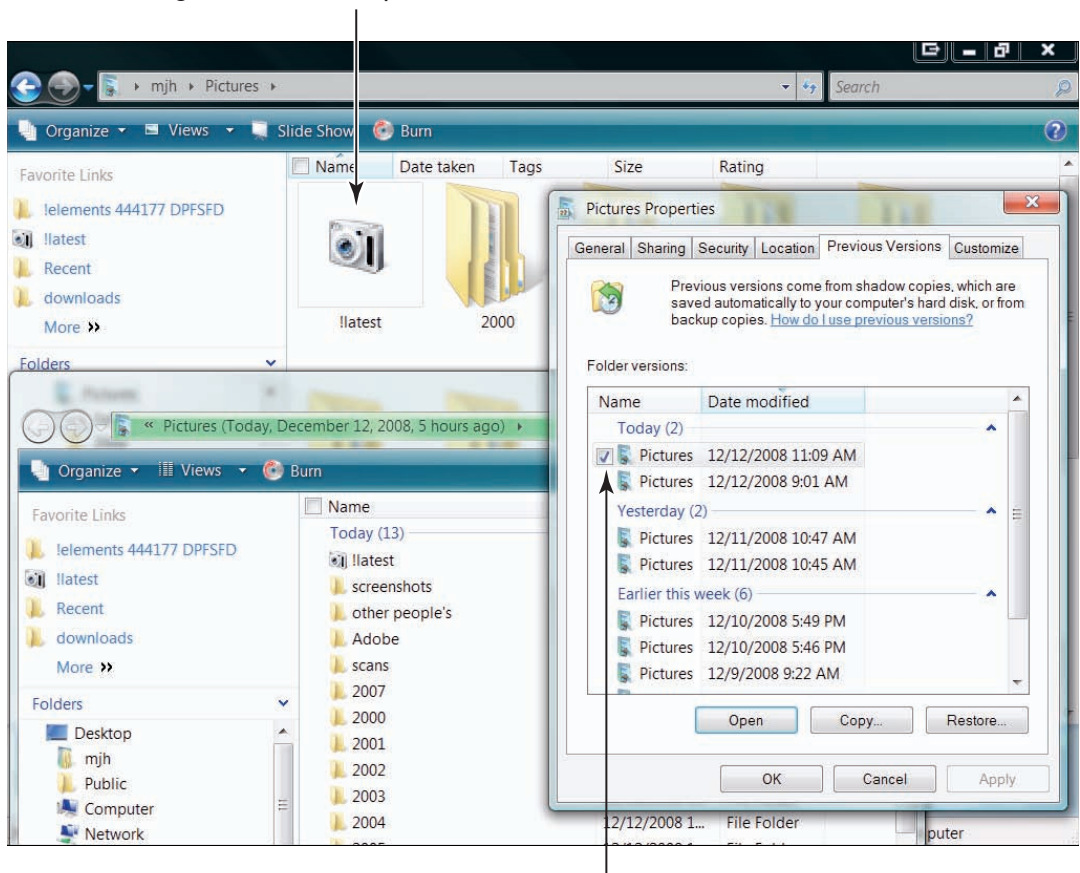 mjh Pictures
Search
Organize Views Slide Show Burn
Favorite Links
!elements 444177 DPFSFD
!latest
Recent
downloads
More
Folders
Name Date taken Tags Size Rating
!latest 2000
Pictures Properties
General Sharing Security Location Previous Versions Customize
Previous versions come from shadow copies, which are
saved automatically to your computer's hard disk, or from
backup copies. How do I use previous versions?
Folder versions:
Name Date modified
Today (2)
Pictures 12/12/2008 11:09 AM
Pictures 12/12/2008 9:01 AM
Yesterday (2)
Pictures 12/11/2008 10:47 AM
Pictures 12/11/2008 10:45 AM
Earlier this week (6)
Pictures 12/10/2008 5:49 PM
Pictures 12/10/2008 5:46 PM
Pictures 12/9/2008 9:22 AM
Open Copy... Restore...
OK Cancel Apply
« Pictures (Today, December 12, 2008, 5 hours ago)
Organize Views Burn
Favorite Links
!elements 444177 DPFSFD
!latest
Recent
downloads
More
Folders
Desktop
mjh
Public
Computer
Network
Name
Today (13)
!latest
screenshots
other people's
Adobe
scans
2007
2000
2001
2002
2003
2004 12/12/2008 1... File Folder
puter